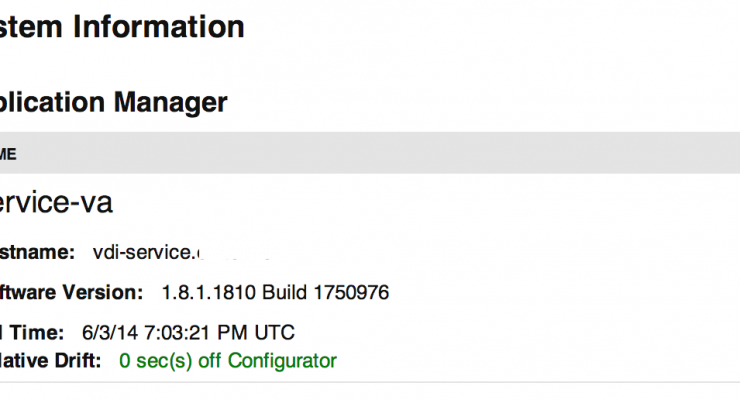 stem Information
plication Manager
ME
ervice-va
stname: vdi-service.
ftware Version: 1.8.1.1810 Build 1750976
l Time: 6/3/14 7:03:21 PM UTC
lative Drift: 0 sec(s) off Configurator